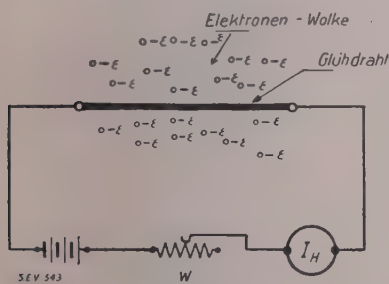 Elektronen - Wolke
Glühdraht
-ε -ε -ε
-ε -ε -ε
-ε -ε -ε
-ε -ε
-ε -ε -ε
-ε -ε -ε -ε
-ε -ε -ε
-ε
W
I_H
SEV 543